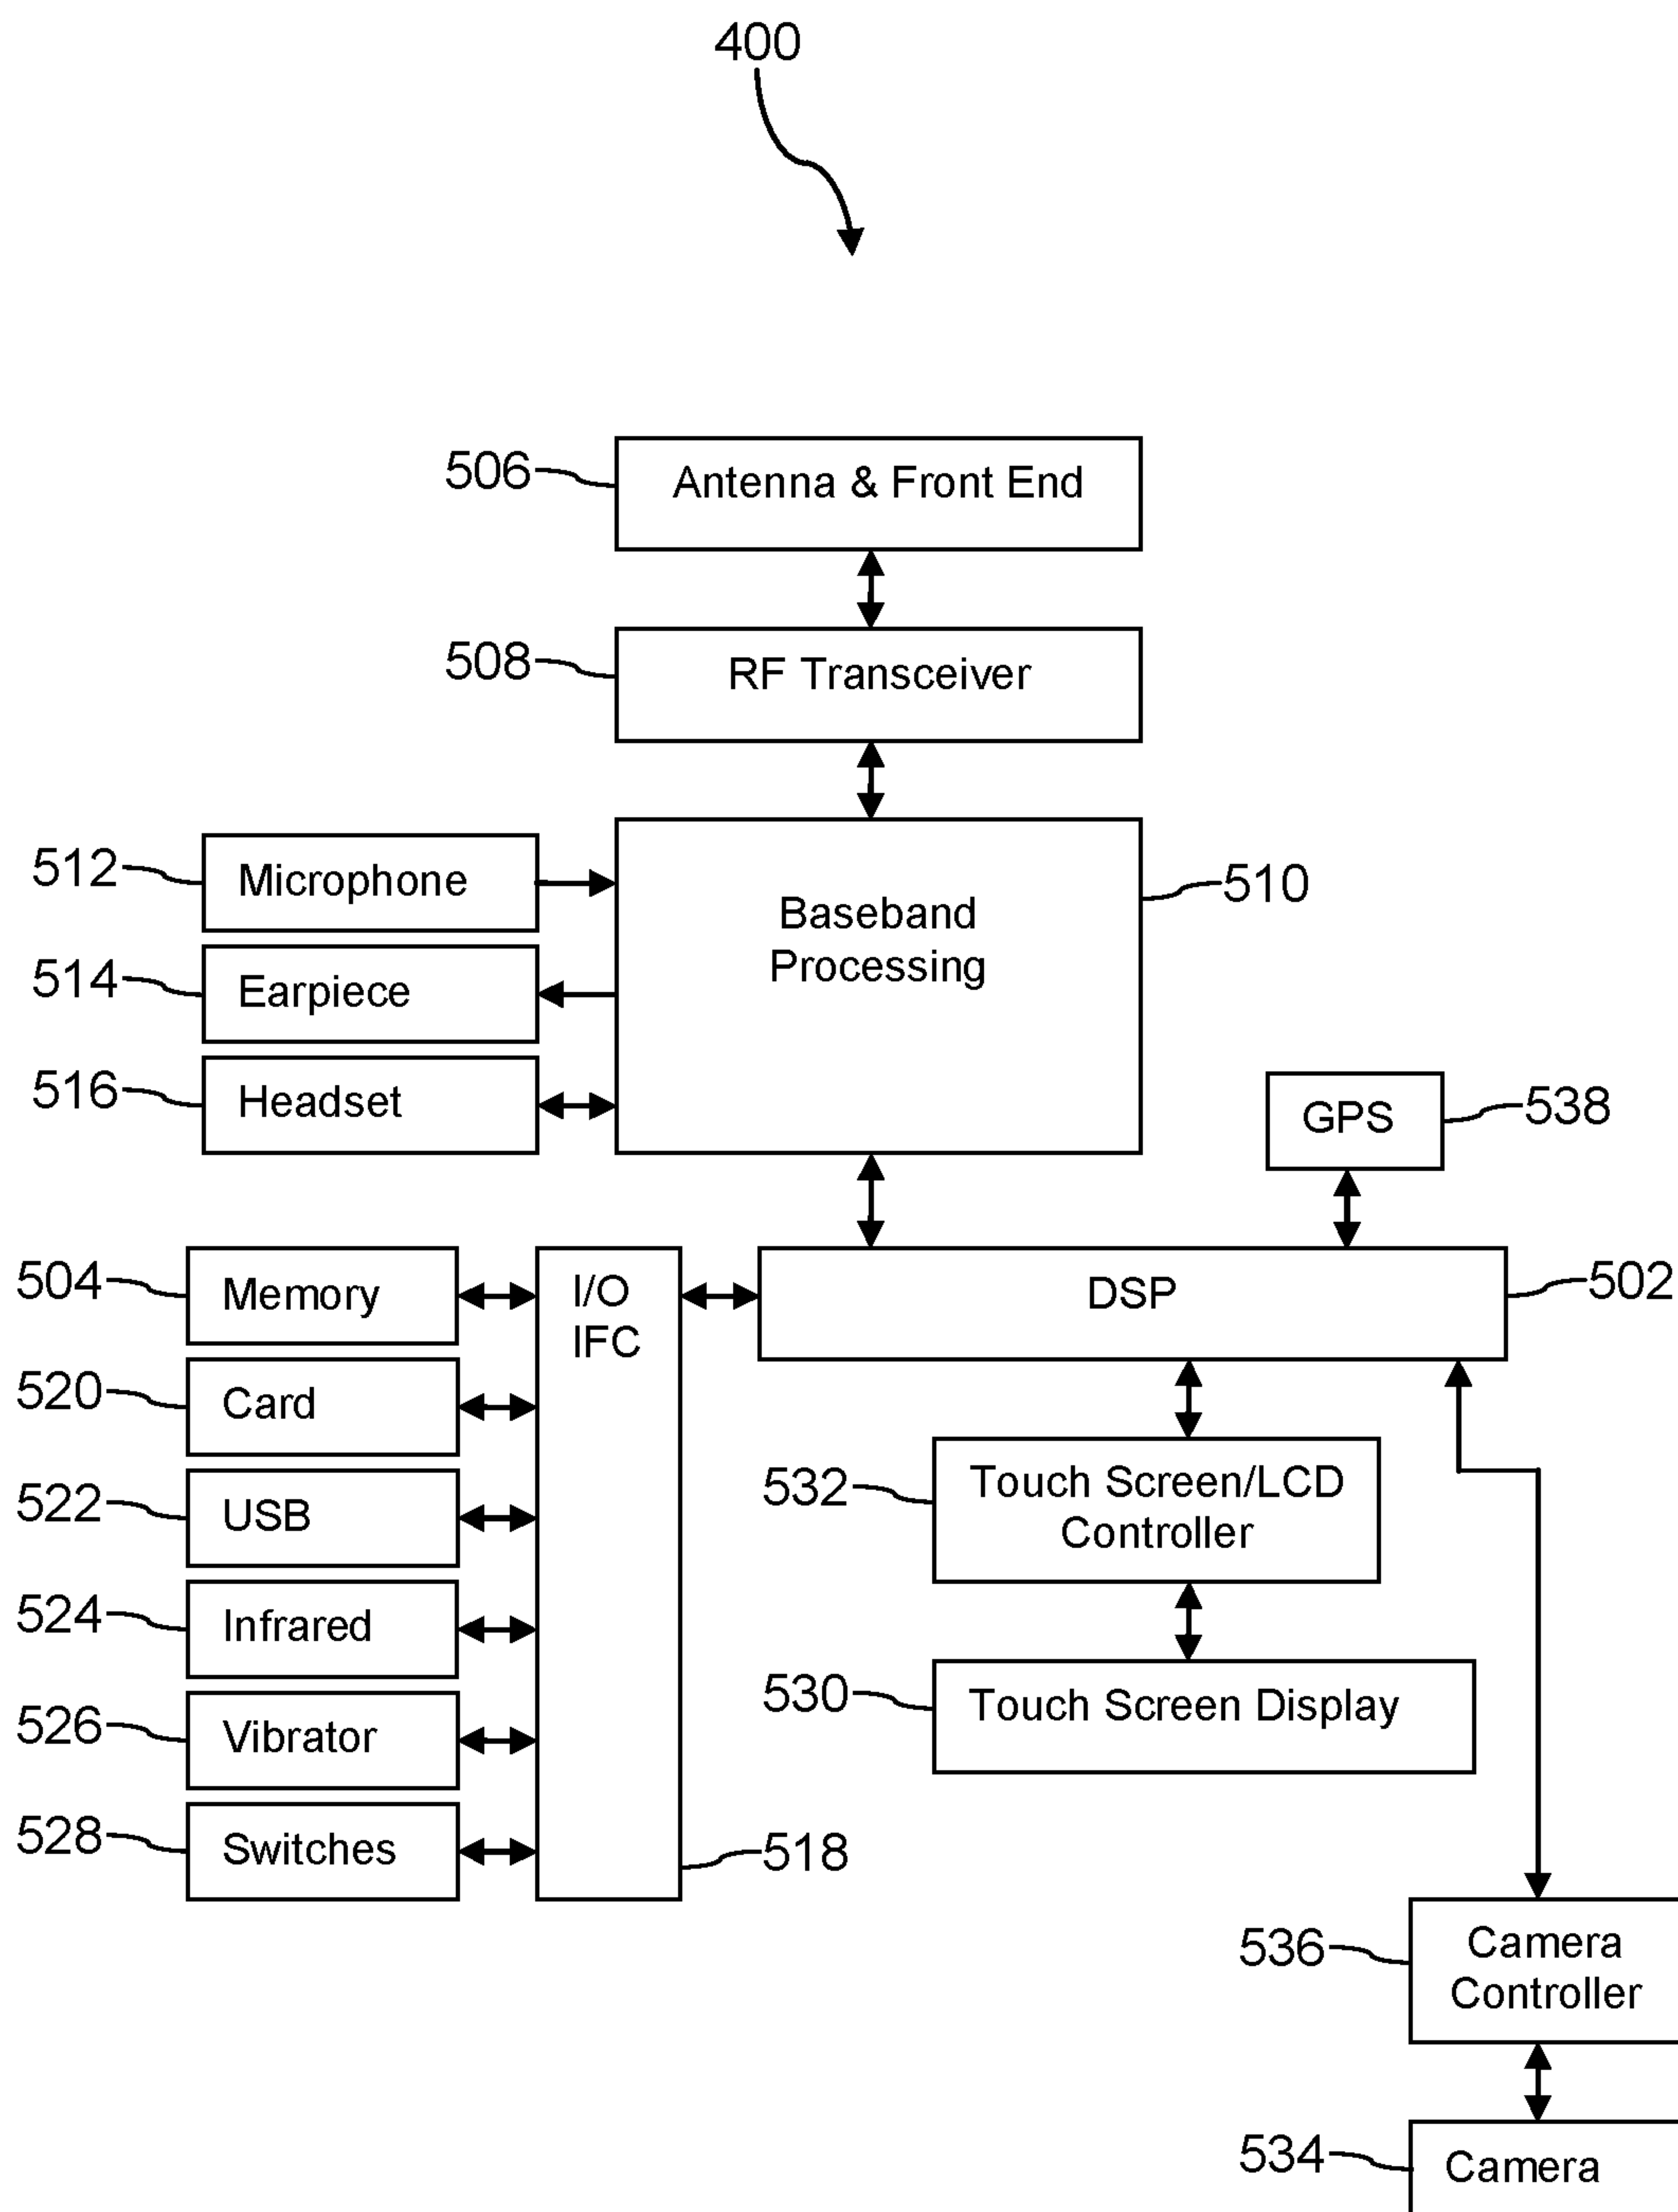 400
506
Antenna & Front End
508
RF Transceiver
512
Microphone
510
Baseband
Processing
514
Earpiece
516
Headset
GPS
538
504
Memory
I/O
IFC
DSP
502
520
Card
522
USB
532
Touch Screen/LCD
Controller
524
Infrared
530
Touch Screen Display
526
Vibrator
528
Switches
518
536
Camera
Controller
534
Camera